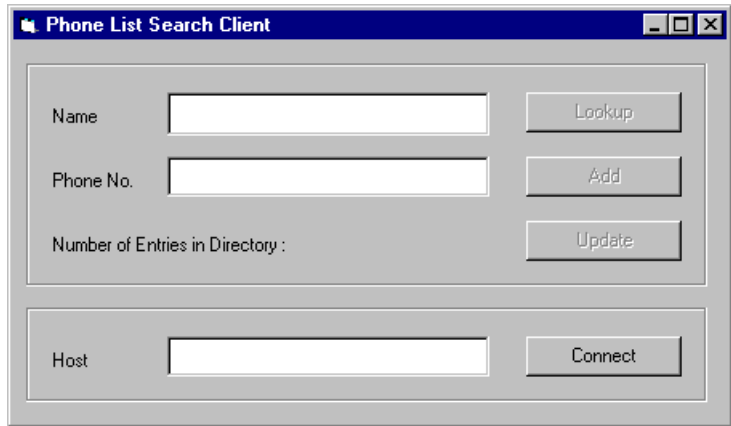 Phone List Search Client
Name Lookup
Phone No. Add
Number of Entries in Directory : Update
Host Connect